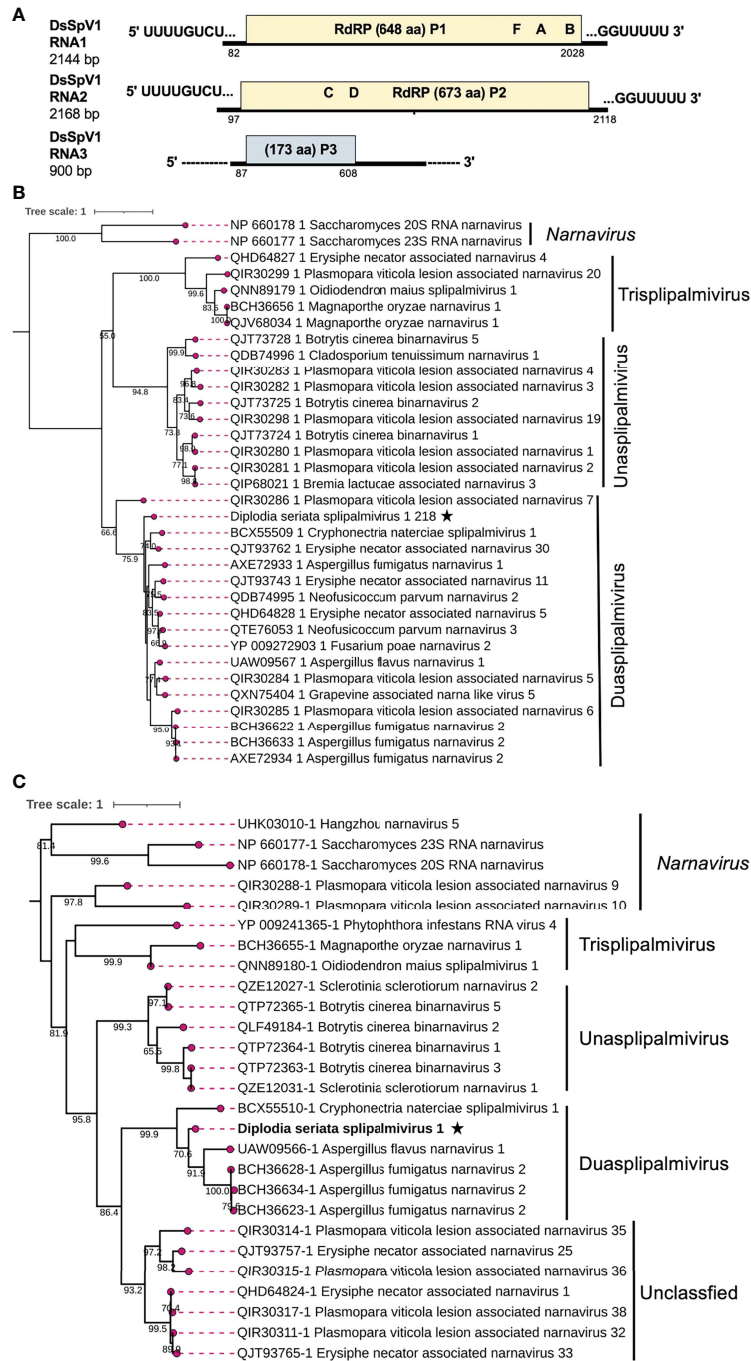 A
DsSpV1
RNA1
2144 bp
5' UUUUGUCU...
RdRP (648 aa) P1 F A B
...GGUUUUU 3'
82 2028
DsSpV1
RNA2
2168 bp
5' UUUUGUCU...
C D RdRP (673 aa) P2
...GGUUUUU 3'
97 2118
DsSpV1
RNA3
900 bp
5' (173 aa) P3 3'
87 608
B
Tree scale: 1
NP 660178 1 Saccharomyces 20S RNA narnavirus
NP 660177 1 Saccharomyces 23S RNA narnavirus
Narnavirus
100.0
QHD64827 1 Erysiphe necator associated narnavirus 4
QIR30299 1 Plasmopara viticola lesion associated narnavirus 20
QNN89179 1 Oidiodendron maius splipalmivirus 1
BCH36656 1 Magnaporthe oryzae narnavirus 1
QJV68034 1 Magnaporthe oryzae narnavirus 1
Trisplipalmivirus
100.0
99.6
83.5
100.0
55.0
QJT73728 1 Botrytis cinerea binarnavirus 5
QDB74996 1 Cladosporium tenuissimum narnavirus 1
QIR30283 1 Plasmopara viticola lesion associated narnavirus 4
QIR30282 1 Plasmopara viticola lesion associated narnavirus 3
QJT73725 1 Botrytis cinerea binarnavirus 2
QIR30298 1 Plasmopara viticola lesion associated narnavirus 19
QJT73724 1 Botrytis cinerea binarnavirus 1
QIR30280 1 Plasmopara viticola lesion associated narnavirus 1
QIR30281 1 Plasmopara viticola lesion associated narnavirus 2
QIP68021 1 Bremia lactucae associated narnavirus 3
Unasplipalmivirus
99.9
94.8
83.4
73.6
73.8
77.1
QIR30286 1 Plasmopara viticola lesion associated narnavirus 7
Diplodia seriata splipalmivirus 1 218 ★
BCX55509 1 Cryphonectria naterciae splipalmivirus 1
QJT93762 1 Erysiphe necator associated narnavirus 30
AXE72933 1 Aspergillus fumigatus narnavirus 1
QJT93743 1 Erysiphe necator associated narnavirus 11
QDB74995 1 Neofusicoccum parvum narnavirus 2
QHD64828 1 Erysiphe necator associated narnavirus 5
QTE76053 1 Neofusicoccum parvum narnavirus 3
YP 009272903 1 Fusarium poae narnavirus 2
UAW09567 1 Aspergillus flavus narnavirus 1
QIR30284 1 Plasmopara viticola lesion associated narnavirus 5
QXN75404 1 Grapevine associated narna like virus 5
QIR30285 1 Plasmopara viticola lesion associated narnavirus 6
BCH36622 1 Aspergillus fumigatus narnavirus 2
BCH36633 1 Aspergillus fumigatus narnavirus 2
AXE72934 1 Aspergillus fumigatus narnavirus 2
Duasplipalmivirus
66.6
75.9
95.0
C
Tree scale: 1
UHK03010-1 Hangzhou narnavirus 5
NP 660177-1 Saccharomyces 23S RNA narnavirus
NP 660178-1 Saccharomyces 20S RNA narnavirus
QIR30288-1 Plasmopara viticola lesion associated narnavirus 9
QIR30289-1 Plasmopara viticola lesion associated narnavirus 10
Narnavirus
81.4
99.6
97.8
YP 009241365-1 Phytophthora infestans RNA virus 4
BCH36655-1 Magnaporthe oryzae narnavirus 1
QNN89180-1 Oidiodendron maius splipalmivirus 1
Trisplipalmivirus
99.9
81.9
QZE12027-1 Sclerotinia sclerotiorum narnavirus 2
QTP72365-1 Botrytis cinerea binarnavirus 5
QLF49184-1 Botrytis cinerea binarnavirus 2
QTP72364-1 Botrytis cinerea binarnavirus 1
QTP72363-1 Botrytis cinerea binarnavirus 3
QZE12031-1 Sclerotinia sclerotiorum narnavirus 1
Unasplipalmivirus
97.1
99.3
65.5
99.8
95.8
BCX55510-1 Cryphonectria naterciae splipalmivirus 1
Diplodia seriata splipalmivirus 1 ★
UAW09566-1 Aspergillus flavus narnavirus 1
BCH36628-1 Aspergillus fumigatus narnavirus 2
BCH36634-1 Aspergillus fumigatus narnavirus 2
BCH36623-1 Aspergillus fumigatus narnavirus 2
Duasplipalmivirus
99.9
70.6
91.9
100.0
86.4
QIR30314-1 Plasmopara viticola lesion associated narnavirus 35
QJT93757-1 Erysiphe necator associated narnavirus 25
QIR30315-1 Plasmopara viticola lesion associated narnavirus 36
QHD64824-1 Erysiphe necator associated narnavirus 1
QIR30317-1 Plasmopara viticola lesion associated narnavirus 38
QIR30311-1 Plasmopara viticola lesion associated narnavirus 32
QJT93765-1 Erysiphe necator associated narnavirus 33
Unclassfied
97.2
98.2
93.2
70.4
99.5
89.9